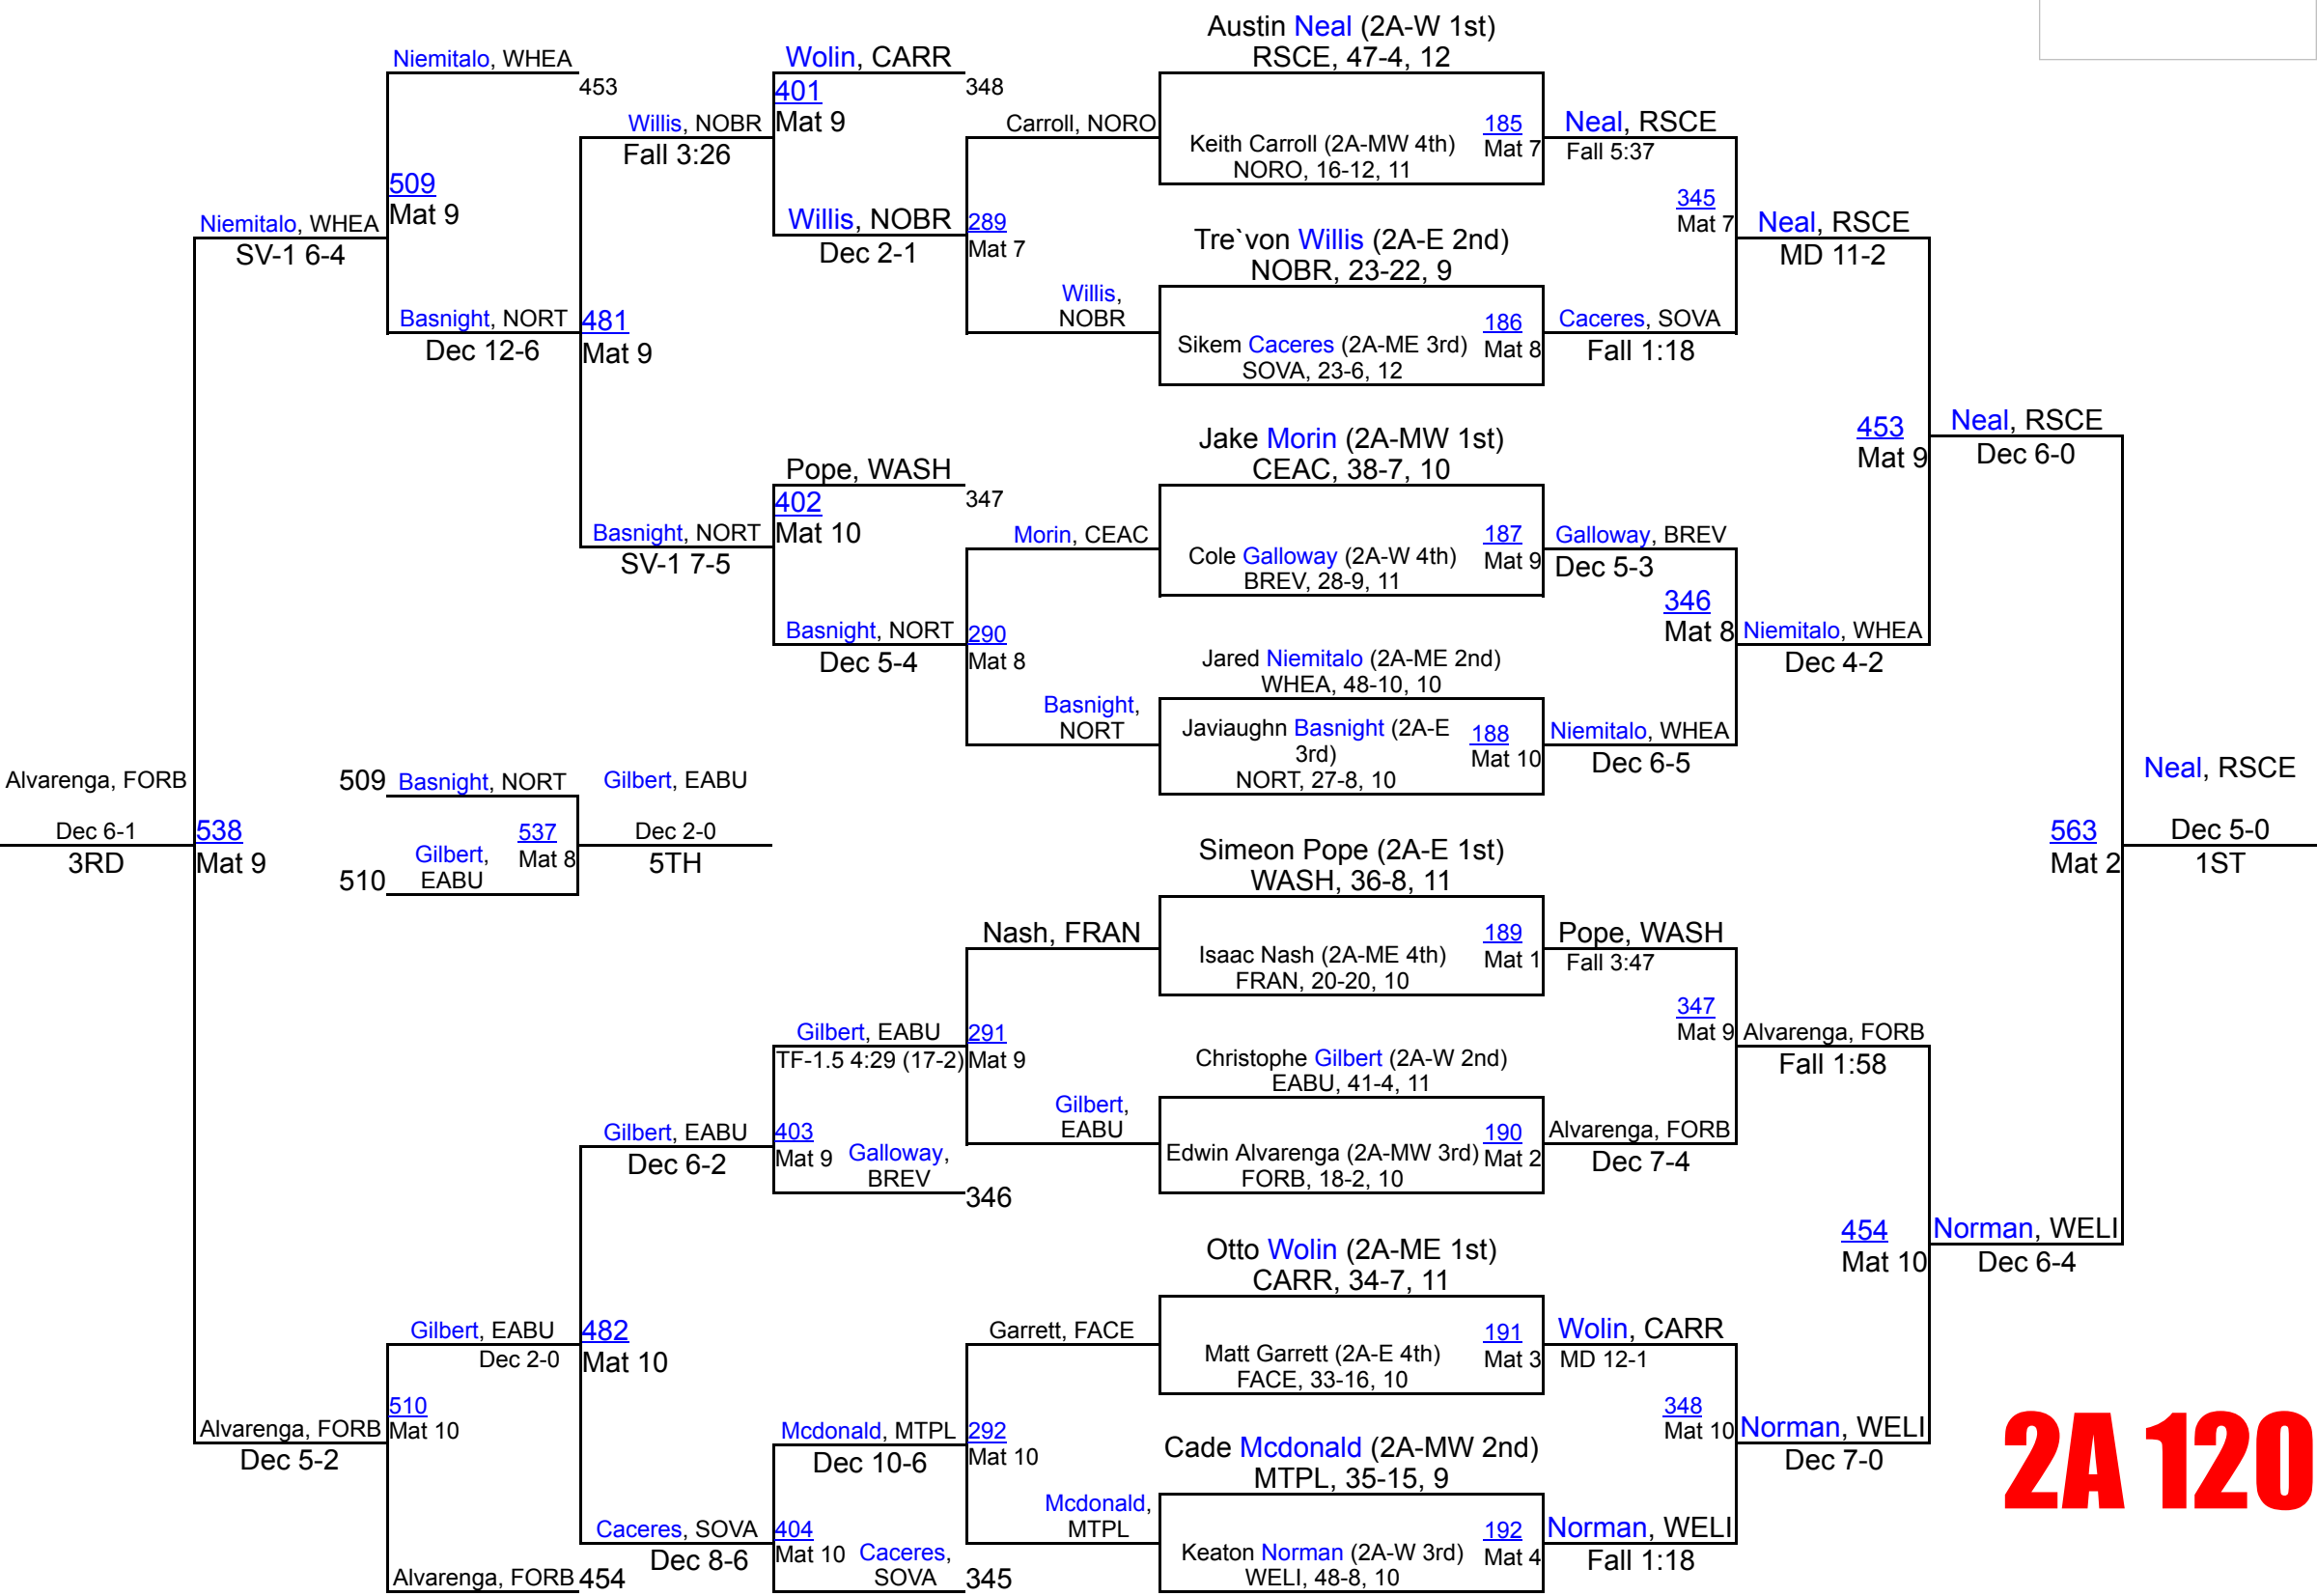 Austin Neal (2A-W 1st)
RSCE, 47-4, 12
Niemitalo, WHEA
453
Wolin, CARR
348
401
Mat 9
Willis, NOBR
Fall 3:26
Carroll, NORO
Keith Carroll (2A-MW 4th)
NORO, 16-12, 11
185
Mat 7
Neal, RSCE
Fall 5:37
509
Mat 9
345
Mat 7
Niemitalo, WHEA
SV-1 6-4
Willis, NOBR
Dec 2-1
289
Mat 7
Tre`von Willis (2A-E 2nd)
NOBR, 23-22, 9
Neal, RSCE
MD 11-2
Willis,
NOBR
Basnight, NORT
Dec 12-6
481
Mat 9
Sikem Caceres (2A-ME 3rd)
SOVA, 23-6, 12
186
Mat 8
Caceres, SOVA
Fall 1:18
Jake Morin (2A-MW 1st)
CEAC, 38-7, 10
453
Mat 9
Neal, RSCE
Dec 6-0
Pope, WASH
347
402
Mat 10
Basnight, NORT
SV-1 7-5
Morin, CEAC
Cole Galloway (2A-W 4th)
BREV, 28-9, 11
187
Mat 9
Galloway, BREV
Dec 5-3
346
Mat 8
Basnight, NORT
Dec 5-4
290
Mat 8
Jared Niemitalo (2A-ME 2nd)
WHEA, 48-10, 10
Niemitalo, WHEA
Dec 4-2
Basnight,
NORT
Javiaughn Basnight (2A-E
3rd)
NORT, 27-8, 10
188
Mat 10
Niemitalo, WHEA
Dec 6-5
Alvarenga, FORB
Dec 6-1
3RD
538
Mat 9
509
Basnight, NORT
Gilbert, EABU
537
Mat 8
Dec 2-0
5TH
510
Gilbert,
EABU
Neal, RSCE
563
Mat 2
Dec 5-0
1ST
Simeon Pope (2A-E 1st)
WASH, 36-8, 11
Nash, FRAN
Isaac Nash (2A-ME 4th)
FRAN, 20-20, 10
189
Mat 1
Pope, WASH
Fall 3:47
347
Mat 9
Gilbert, EABU
TF-1.5 4:29 (17-2)
291
Mat 9
Christophe Gilbert (2A-W 2nd)
EABU, 41-4, 11
Alvarenga, FORB
Fall 1:58
Gilbert,
EABU
Gilbert, EABU
Dec 6-2
403
Mat 9
Galloway,
BREV
346
Edwin Alvarenga (2A-MW 3rd)
FORB, 18-2, 10
190
Mat 2
Alvarenga, FORB
Dec 7-4
Otto Wolin (2A-ME 1st)
CARR, 34-7, 11
454
Mat 10
Norman, WELI
Dec 6-4
Gilbert, EABU
Dec 2-0
482
Mat 10
Garrett, FACE
Matt Garrett (2A-E 4th)
FACE, 33-16, 10
191
Mat 3
Wolin, CARR
MD 12-1
510
Mat 10
348
Mat 10
Alvarenga, FORB
Dec 5-2
Mcdonald, MTPL
Dec 10-6
292
Mat 10
Cade Mcdonald (2A-MW 2nd)
MTPL, 35-15, 9
Norman, WELI
Dec 7-0
2A 120
Mcdonald,
MTPL
Caceres, SOVA
Dec 8-6
404
Mat 10
Caceres,
SOVA
345
Keaton Norman (2A-W 3rd)
WELI, 48-8, 10
192
Mat 4
Norman, WELI
Fall 1:18
Alvarenga, FORB
454